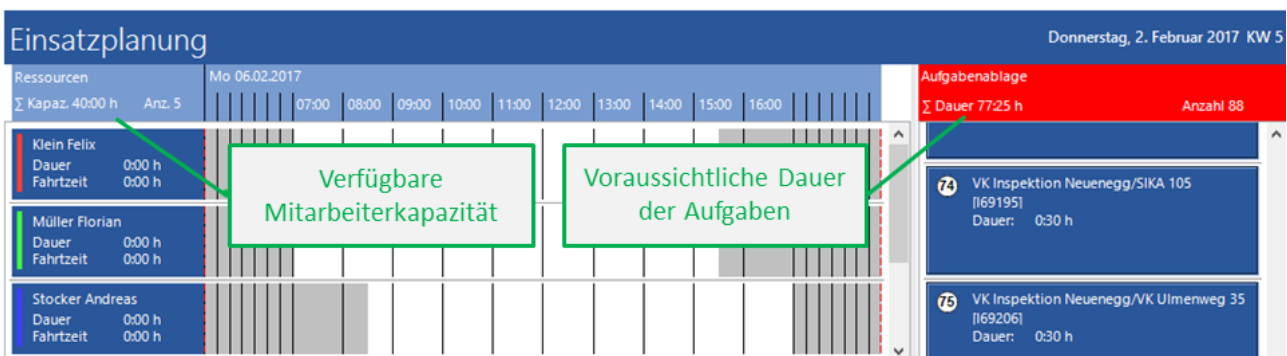 Einsatzplanung
Donnerstag, 2. Februar 2017 KW 5
Ressourcen
∑ Kapaz. 40:00 h Anz. 5
Mo 06.02.2017
07:00 08:00 09:00 10:00 11:00 12:00 13:00 14:00 15:00 16:00
Aufgabenablage
∑ Dauer 77:25 h Anzahl 88
Klein Felix
Dauer 0:00 h
Fahrtzeit 0:00 h
Müller Florian
Dauer 0:00 h
Fahrtzeit 0:00 h
Stocker Andreas
Dauer 0:00 h
Fahrtzeit 0:00 h
Verfügbare
Mitarbeiterkapazität
Voraussichtliche Dauer
der Aufgaben
74 VK Inspektion Neuenegg/SIKA 105
[I69195]
Dauer: 0:30 h
75 VK Inspektion Neuenegg/VK Ulmenweg 35
[I69206]
Dauer: 0:30 h